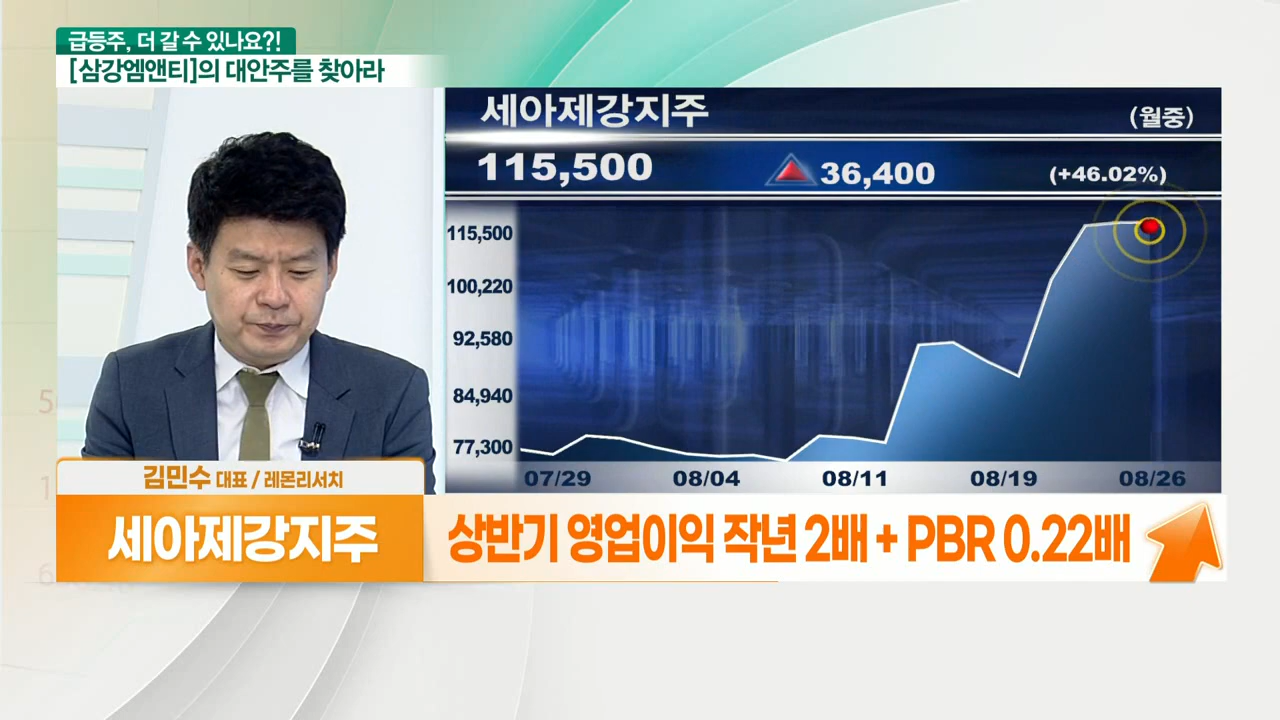 급등주, 더 갈 수 있나요?!
[삼강엠앤티]의 대안주를 찾아라
세아제강지주 (월중)
115,500 36,400 (+46.02%)
115,500
100,220
92,580
84,940
77,300
07/29 08/04 08/11 08/19 08/26
김민수 대표 / 레몬리서치
세아제강지주
상반기 영업이익 작년 2배 + PBR 0.22배